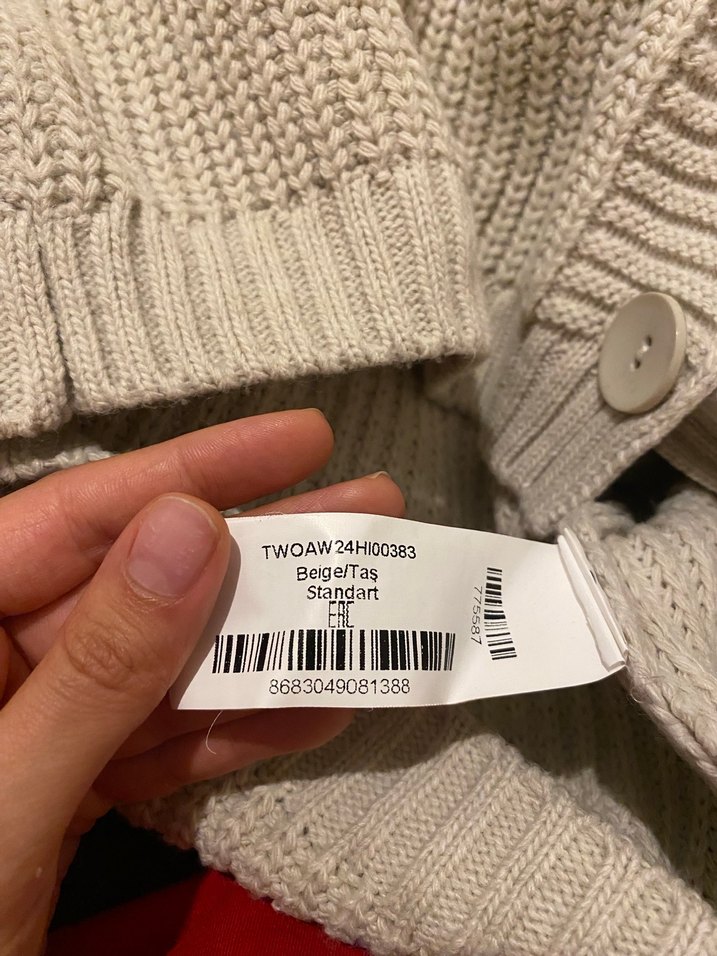 TWOAW24HI00383
Beige/Taş
Standart
EAC
8683049081388
775587